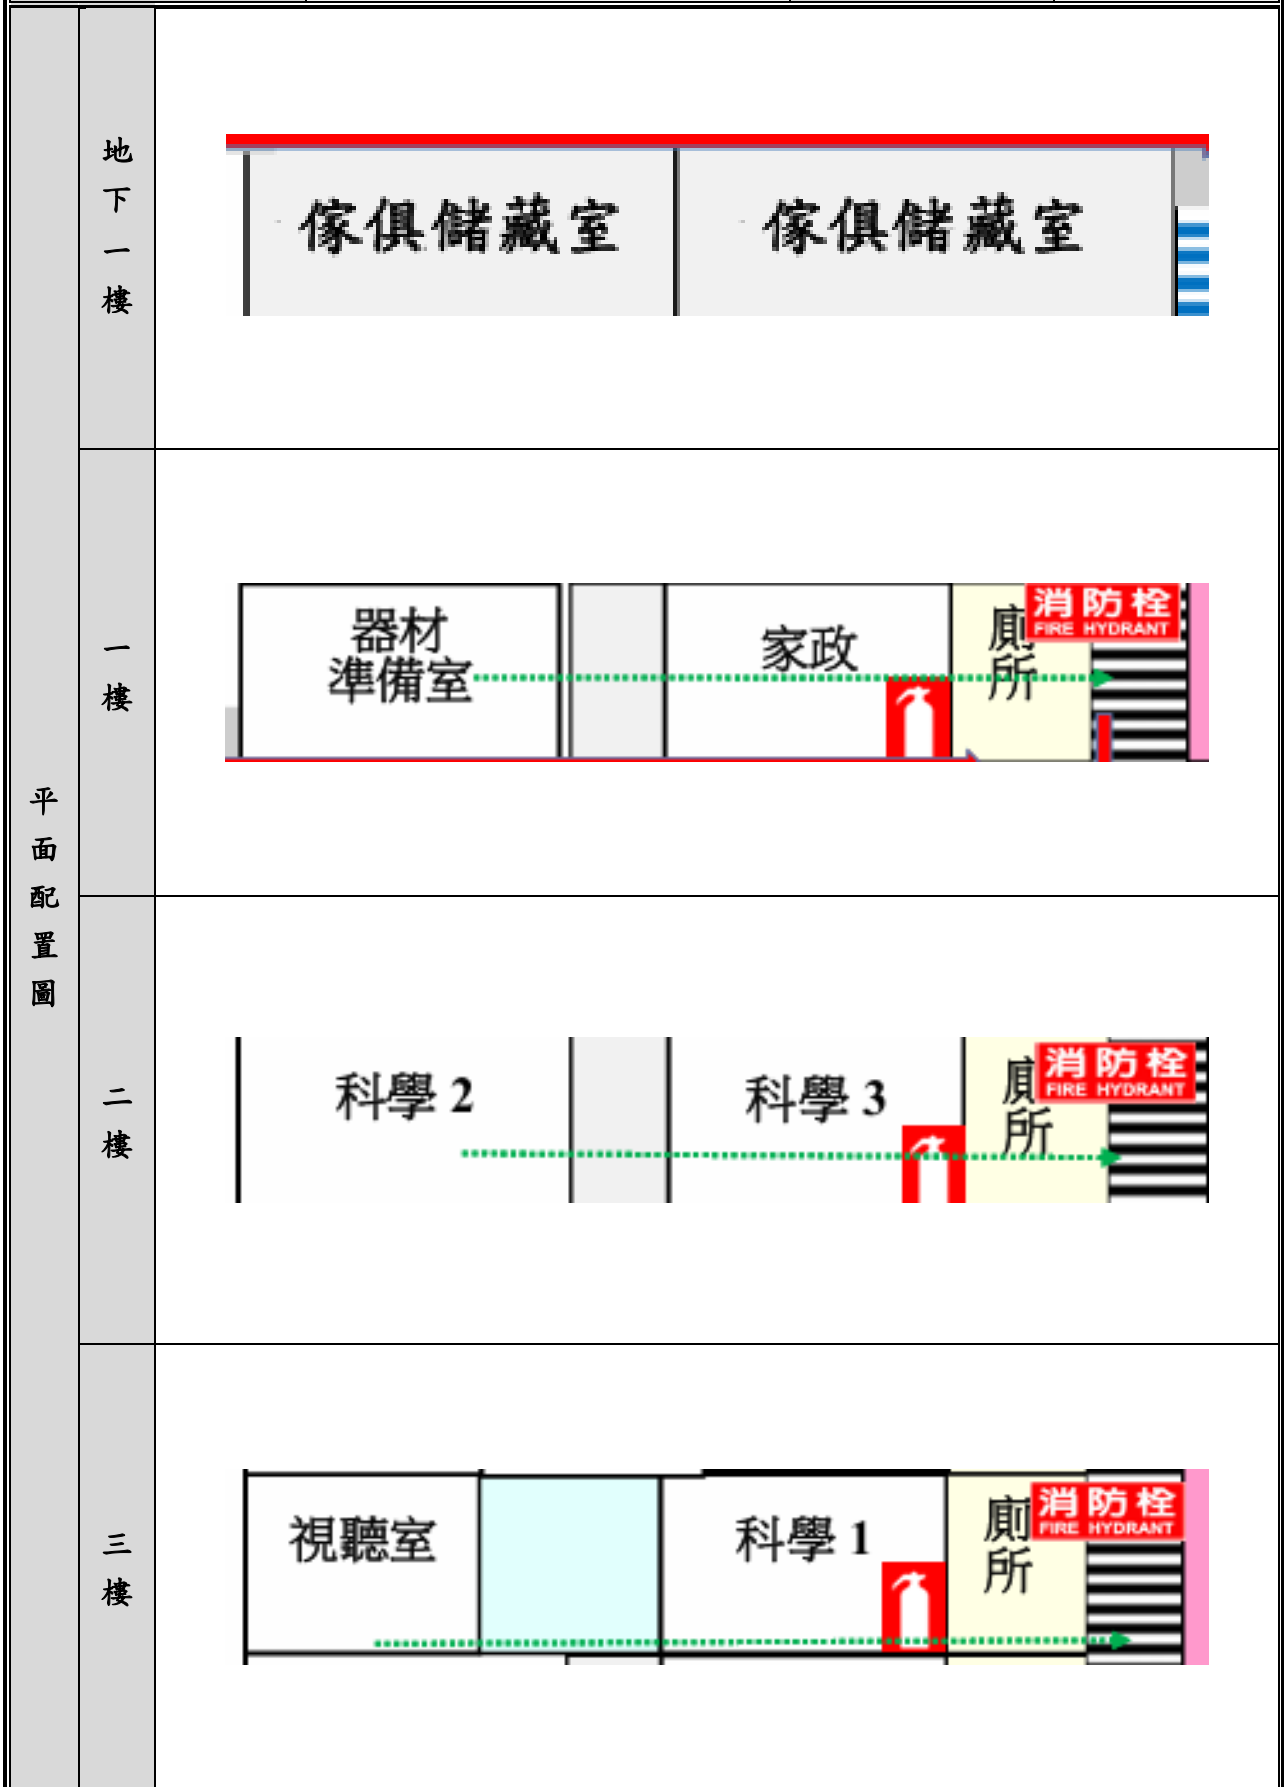 平面配置圖
地下一樓
傢俱儲藏室
傢俱儲藏室
一樓
器材
準備室
家政
廁所
消防栓
FIRE HYDRANT
二樓
科學 2
科學 3
廁所
消防栓
FIRE HYDRANT
三樓
視聽室
科學 1
廁所
消防栓
FIRE HYDRANT